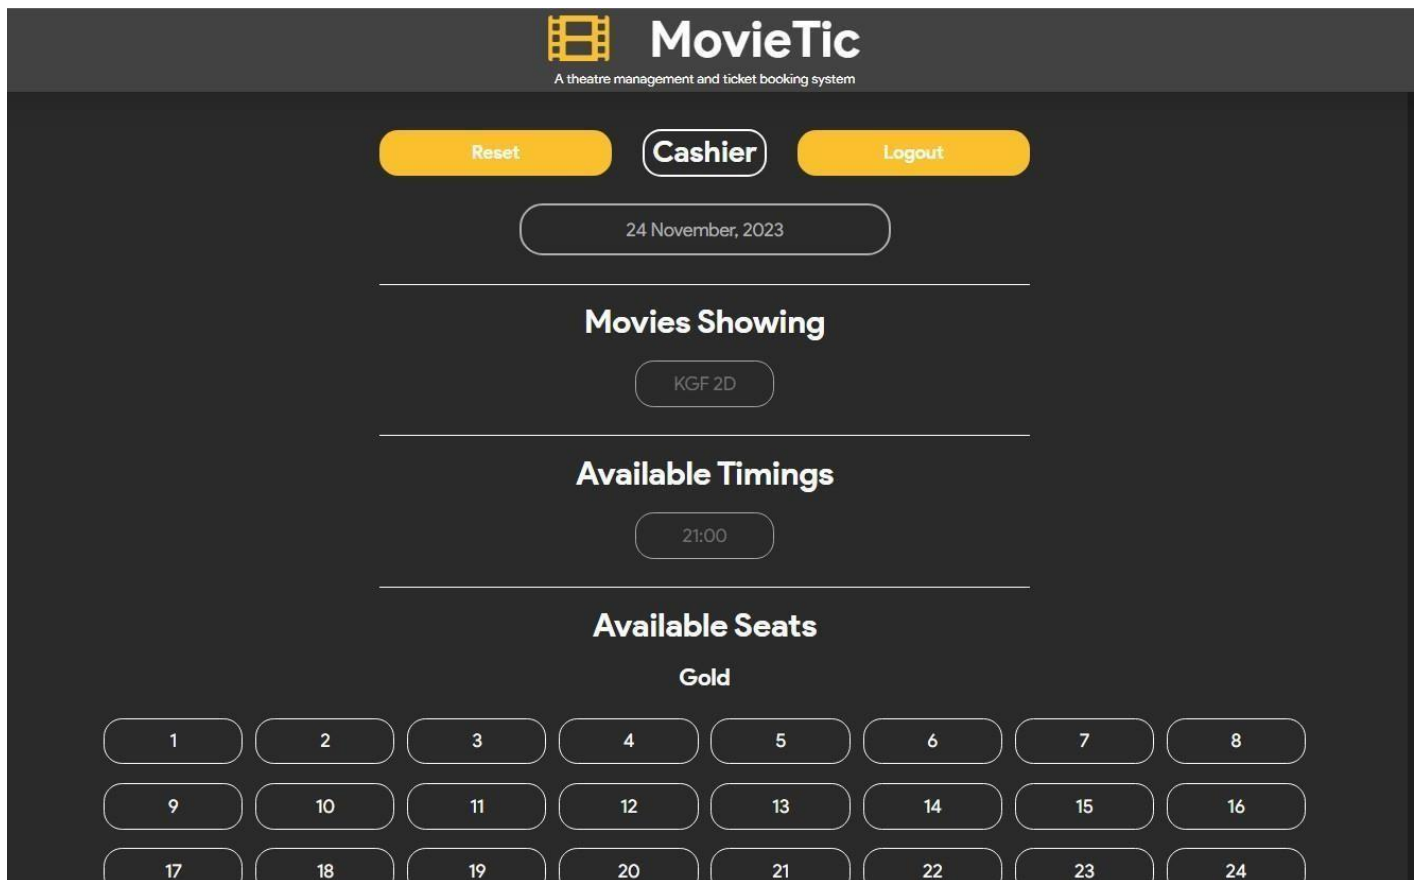 MovieTic
A theatre management and ticket booking system
Reset Cashier Logout
24 November, 2023
Movies Showing
KGF 2D
Available Timings
21:00
Available Seats
Gold
1 2 3 4 5 6 7 8
9 10 11 12 13 14 15 16
17 18 19 20 21 22 23 24